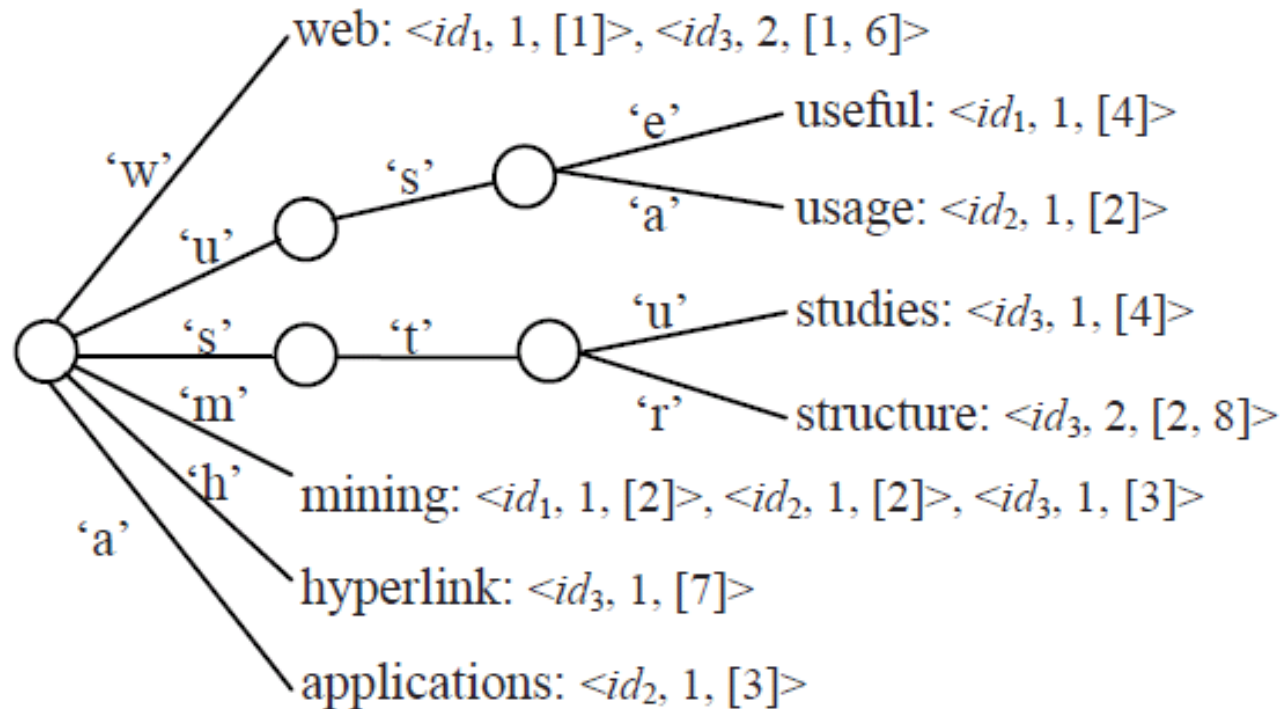 web: <id₁, 1, [1]>, <id₃, 2, [1, 6]>
‘e’
useful: <id₁, 1, [4]>
‘w’
‘s’
‘a’
usage: <id₂, 1, [2]>
‘u’
‘u’
studies: <id₃, 1, [4]>
‘s’
‘t’
‘r’
structure: <id₃, 2, [2, 8]>
‘m’
‘h’
mining: <id₁, 1, [2]>, <id₂, 1, [2]>, <id₃, 1, [3]>
‘a’
hyperlink: <id₃, 1, [7]>
applications: <id₂, 1, [3]>